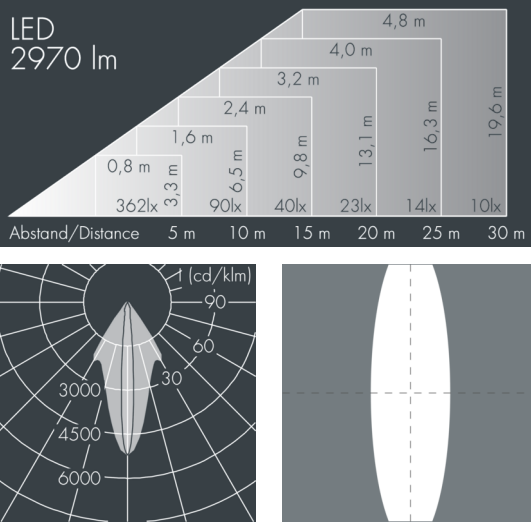 LED
2970 lm
4,8 m
4,0 m
3,2 m
2,4 m
1,6 m
0,8 m
3,3 m
6,5 m
9,8 m
13,1 m
16,3 m
19,6 m
362lx 90lx 40lx 23lx 14lx 10lx
Abstand/Distance 5 m 10 m 15 m 20 m 25 m 30 m
I (cd/klm)
90
60
30
3000
4500
6000